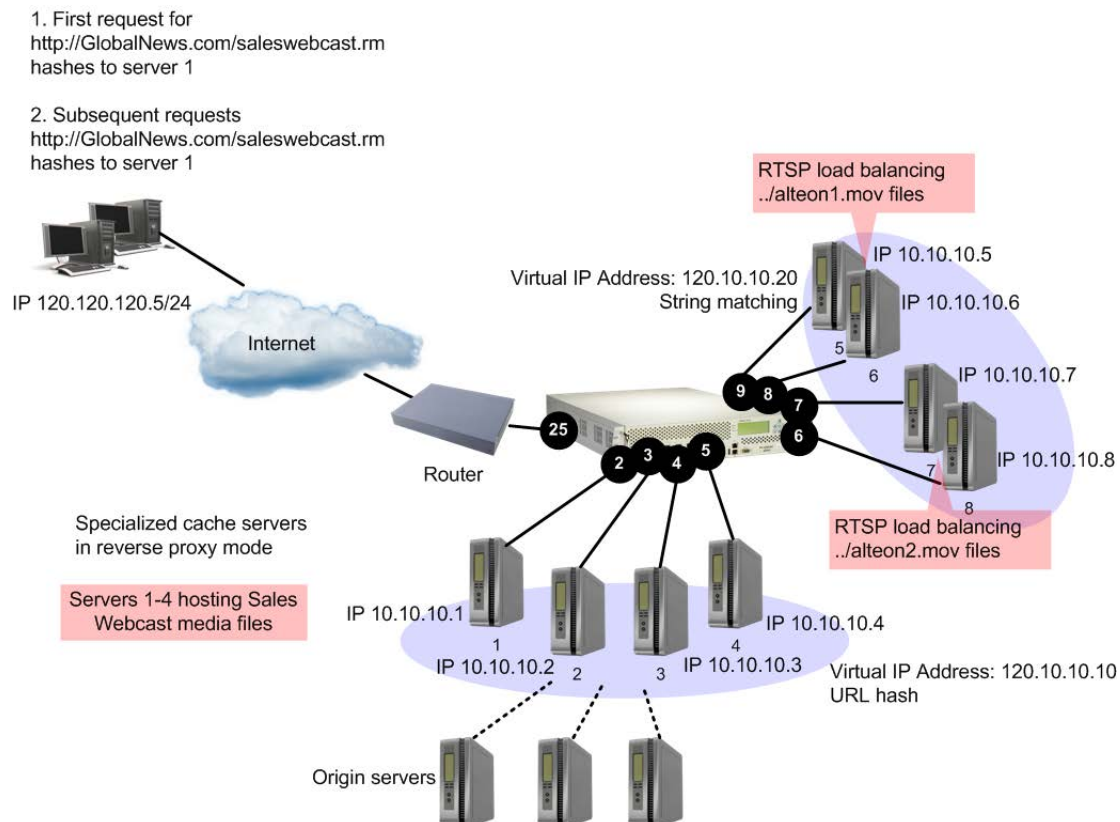 1. First request for
http://GlobalNews.com/saleswebcast.rm
hashes to server 1
2. Subsequent requests
http://GlobalNews.com/saleswebcast.rm
hashes to server 1
IP 120.120.120.5/24
Internet
Router
25
2
3
4
5
9
8
7
6
Virtual IP Address: 120.10.10.20
String matching
RTSP load balancing
../alteon1.mov files
IP 10.10.10.5
IP 10.10.10.6
5
6
IP 10.10.10.7
IP 10.10.10.8
7
8
RTSP load balancing
../alteon2.mov files
Specialized cache servers
in reverse proxy mode
Servers 1-4 hosting Sales
Webcast media files
IP 10.10.10.1
1
IP 10.10.10.2
2
3
IP 10.10.10.3
4
IP 10.10.10.4
Virtual IP Address: 120.10.10.10
URL hash
Origin servers